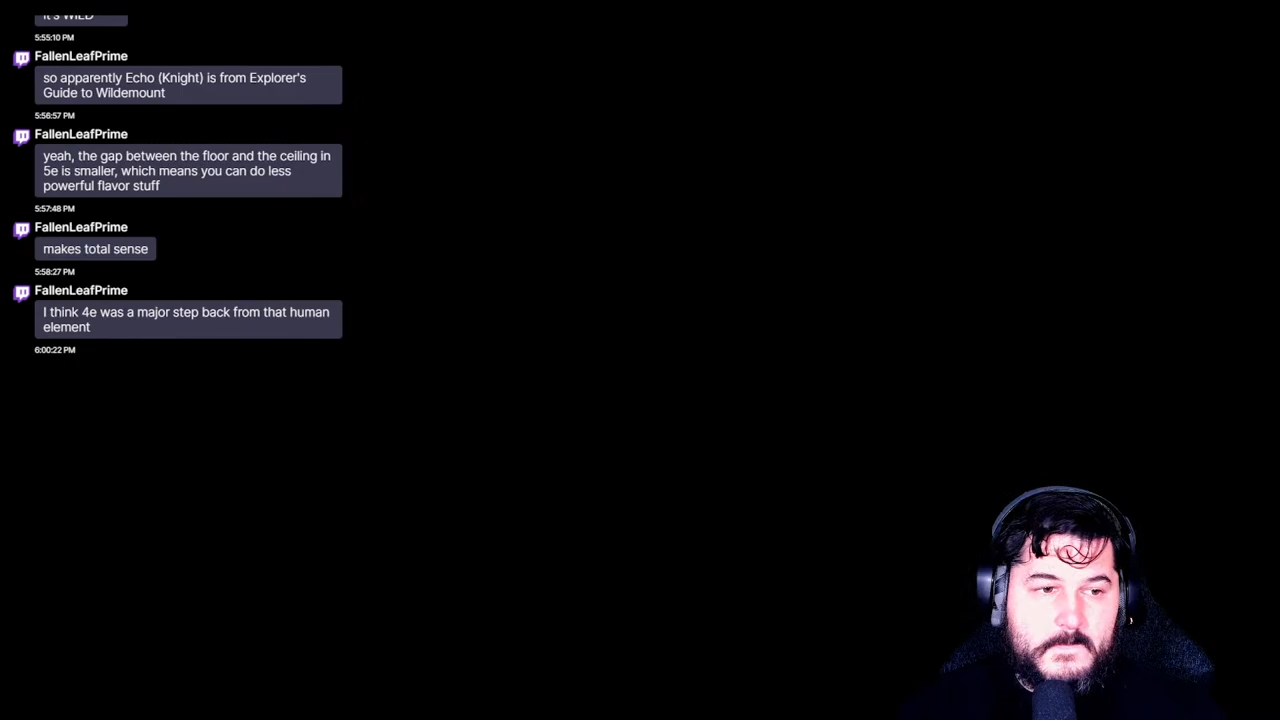 it's WILD
5:55:10 PM
FallenLeafPrime
so apparently Echo (Knight) is from Explorer's
Guide to Wildemount
5:56:57 PM
FallenLeafPrime
yeah, the gap between the floor and the ceiling in
5e is smaller, which means you can do less
powerful flavor stuff
5:57:48 PM
FallenLeafPrime
makes total sense
5:58:27 PM
FallenLeafPrime
I think 4e was a major step back from that human
element
6:00:22 PM